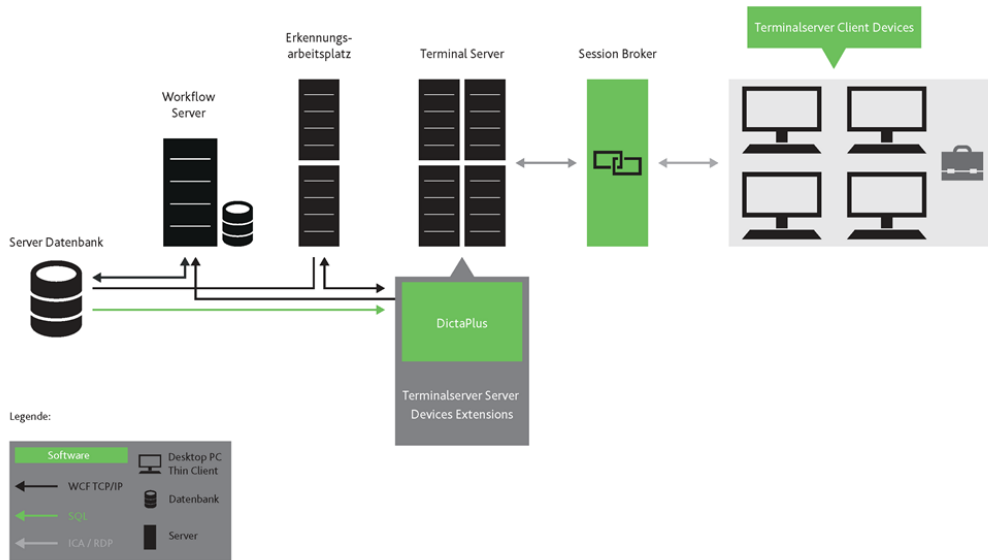 Terminalserver Client Devices
Erkennungs-
arbeitsplatz
Terminal Server
Session Broker
Workflow
Server
Server Datenbank
DictaPlus
Terminalserver Server
Devices Extensions
Legende:
Software
WCF TCP/IP
SQL
ICA / RDP
Desktop PC
Thin Client
Datenbank
Server